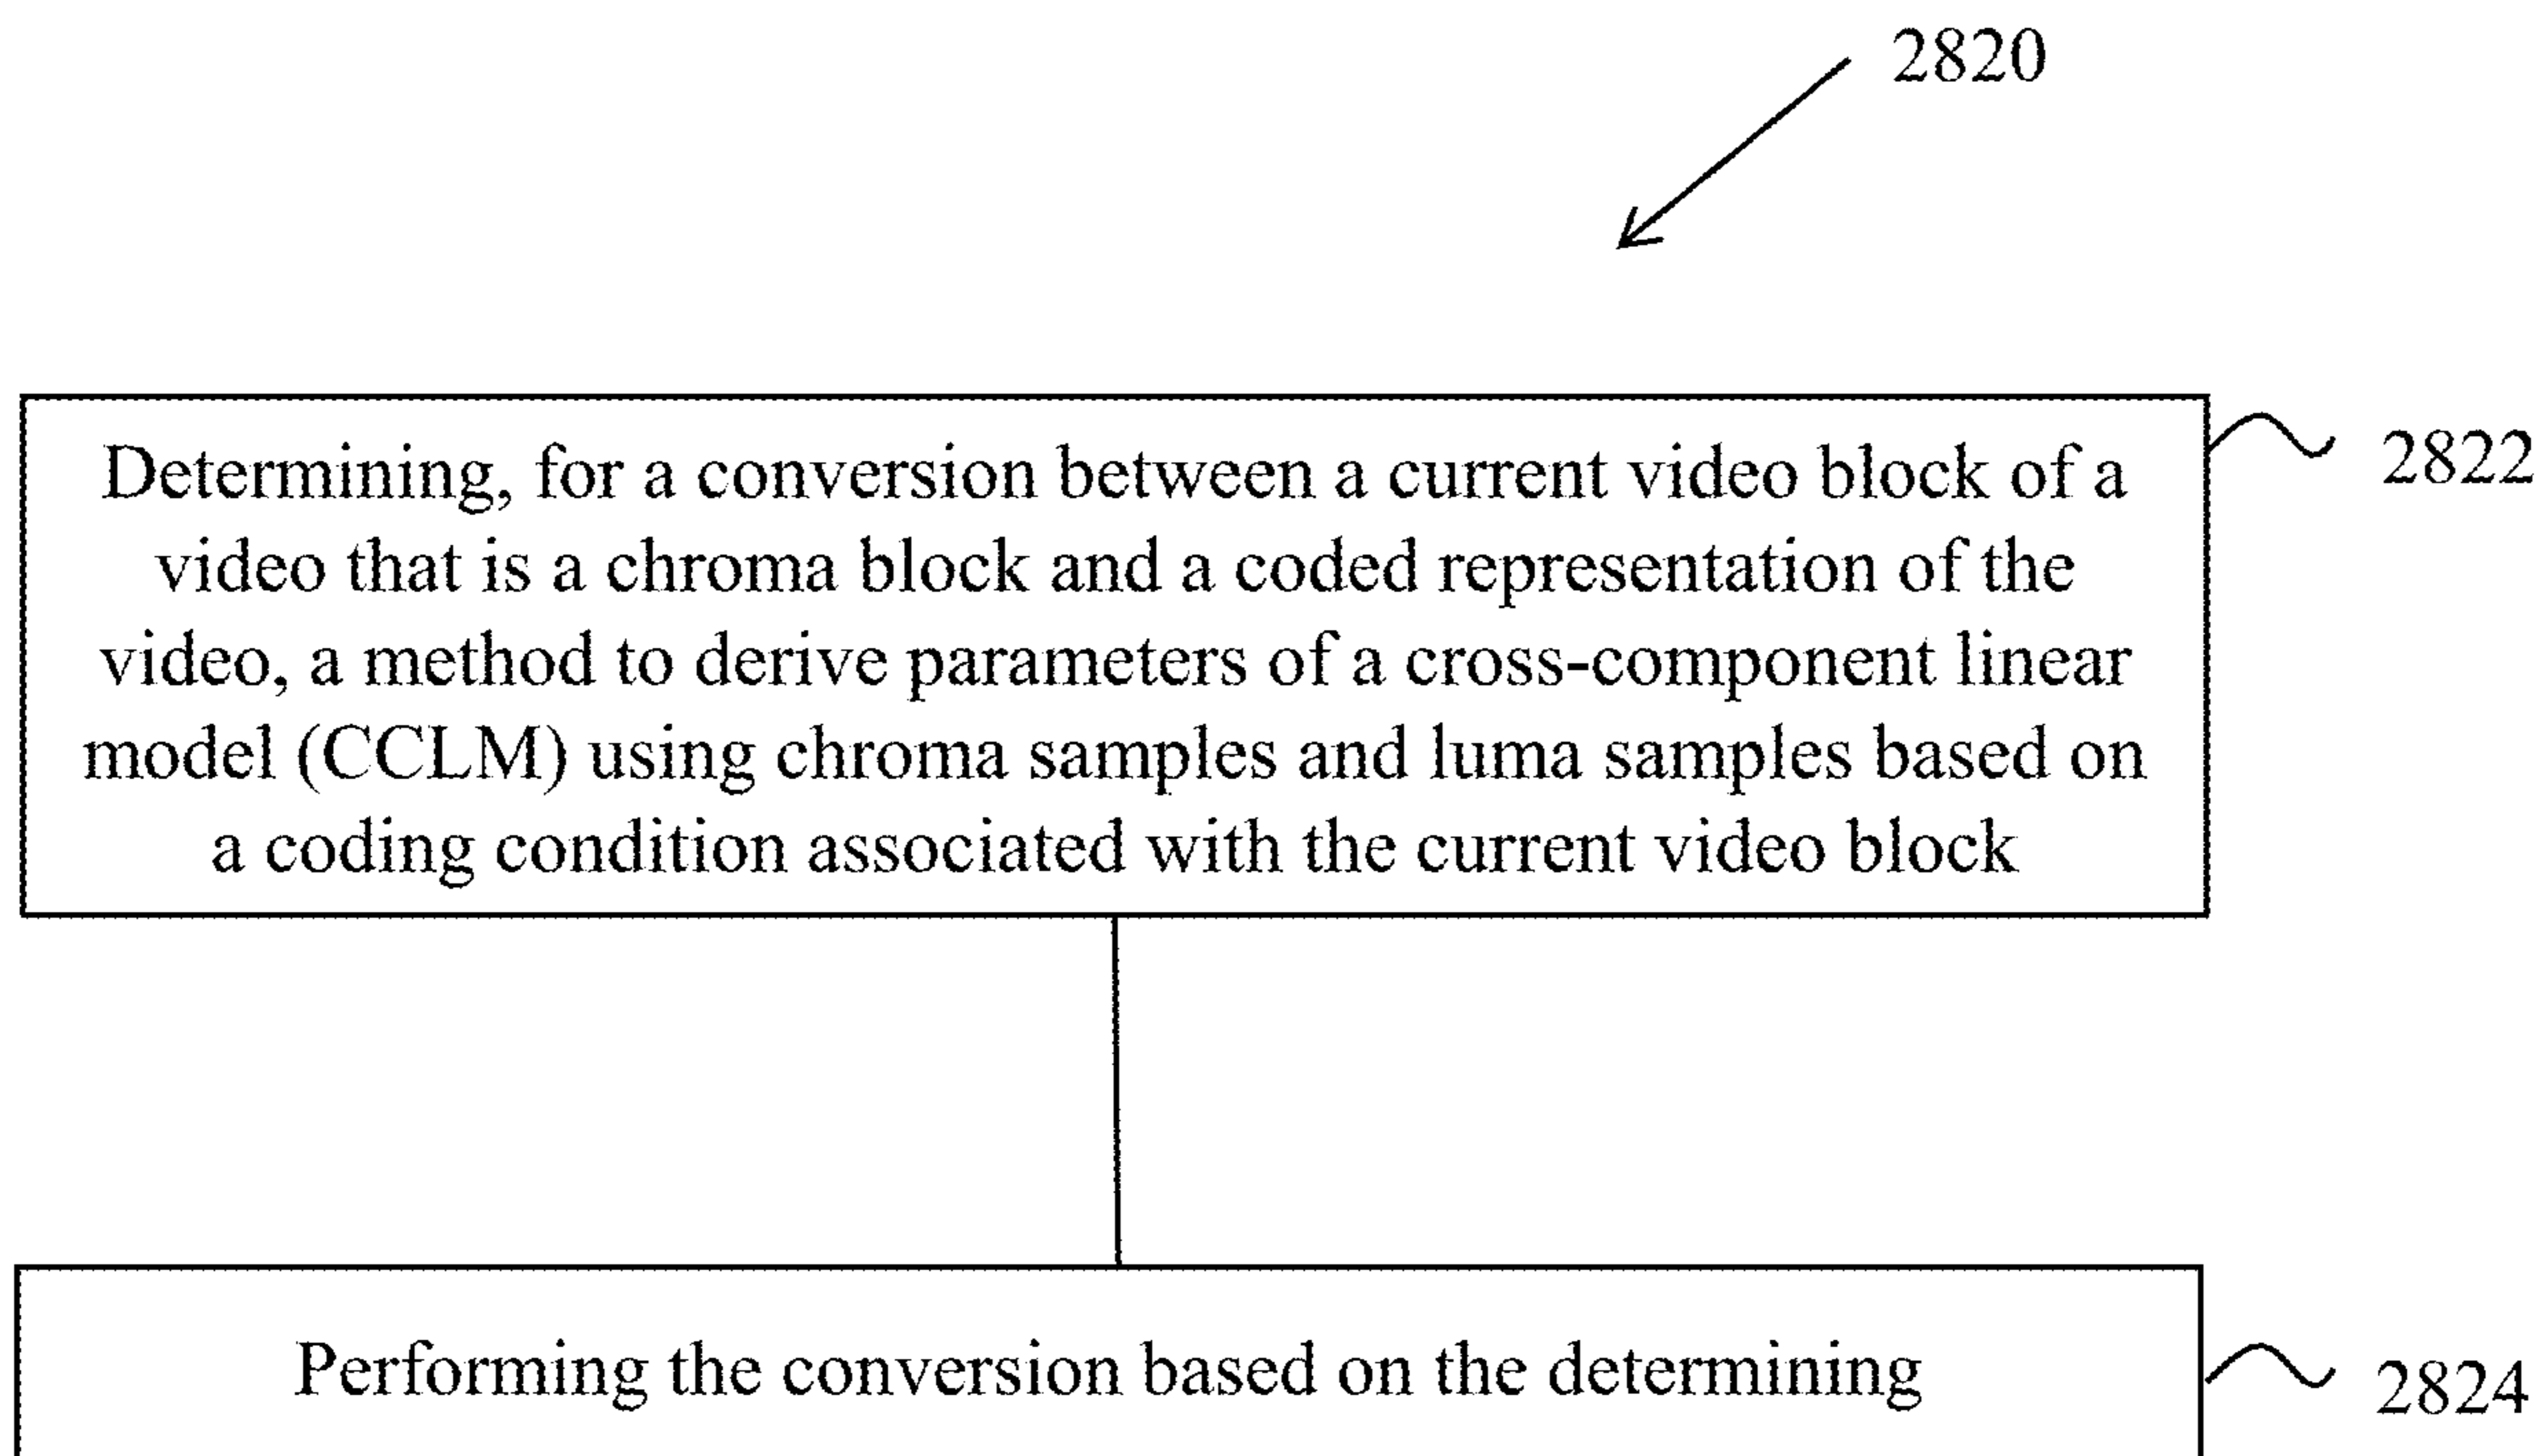 2820
Determining, for a conversion between a current video block of a
video that is a chroma block and a coded representation of the
video, a method to derive parameters of a cross-component linear
model (CCLM) using chroma samples and luma samples based on
a coding condition associated with the current video block
2822
Performing the conversion based on the determining
2824